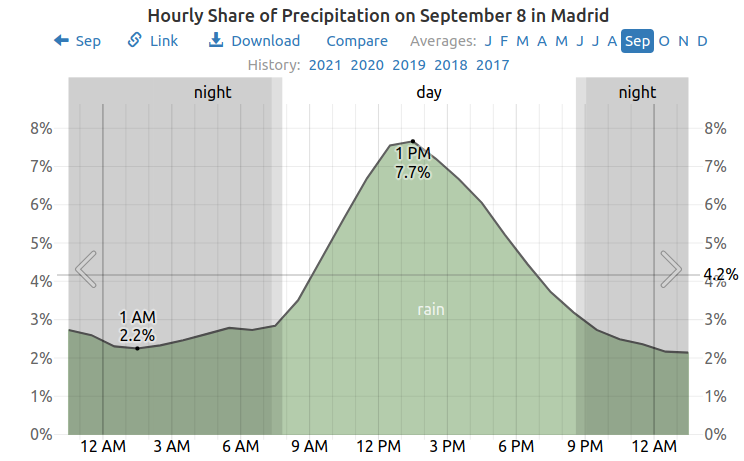 Hourly Share of Precipitation on September 8 in Madrid
Sep Link Download Compare Averages: J F M A M J J A Sep O N D
History: 2021 2020 2019 2018 2017
night day night
8% 8%
7% 7%
1 PM
7.7%
6% 6%
5% 5%
4.2%
4% 4%
rain
1 AM
3% 3%
2.2%
2% 2%
1% 1%
0% 0%
12 AM 3 AM 6 AM 9 AM 12 PM 3 PM 6 PM 9 PM 12 AM